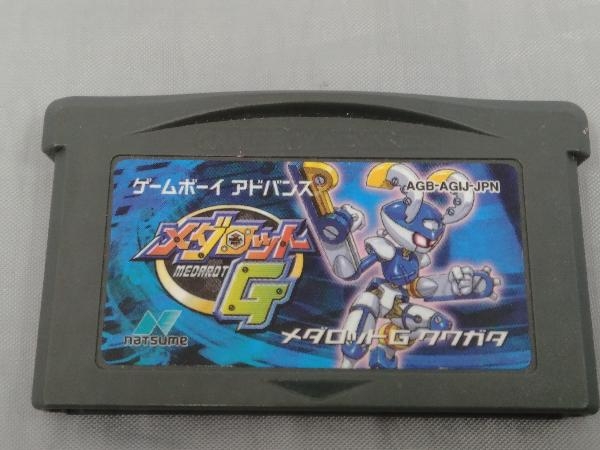 ゲームボーイ アドバンス
AGB-AGIJ-JPN
メダロット
MEDAROT
G
natsume
メダロットG クワガタ